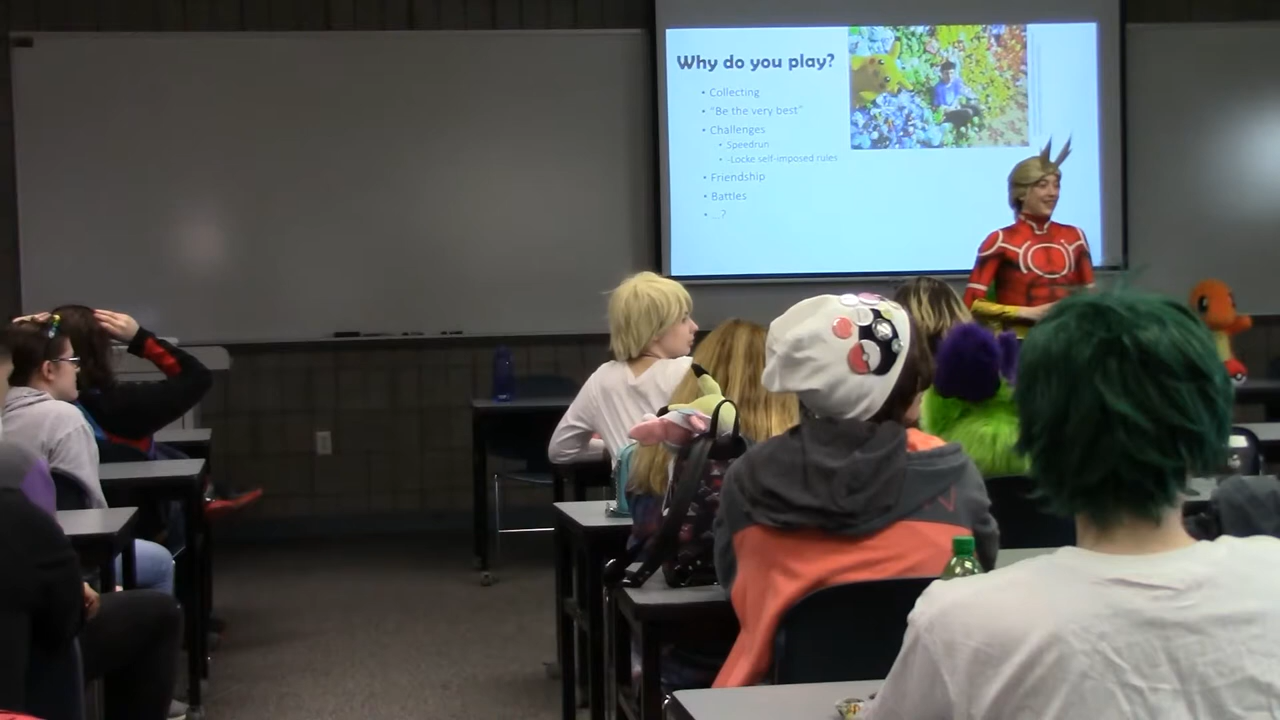 Why do you play?
• Collecting
• "Be the very best"
• Challenges
• Speedrun
• -Locke self-imposed rules
• Friendship
• Battles
• ...?